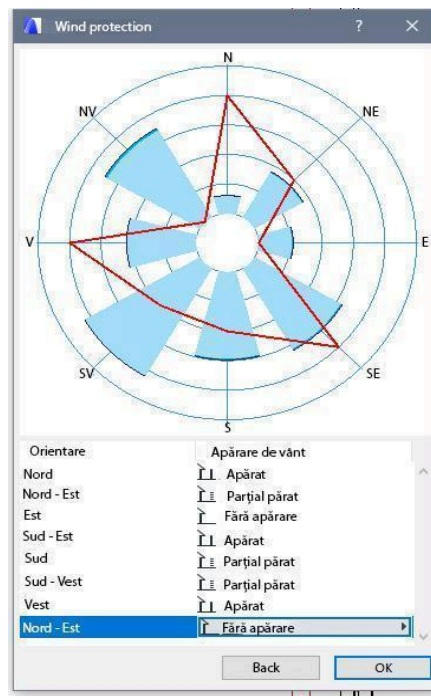 Wind protection ? ×
N
NV NE
V E
SV SE
S
Orientare Apărare de vânt
Nord Apărat
Nord - Est Parțial părat
Est Fără apărare
Sud - Est Apărat
Sud Parțial părat
Sud - Vest Parțial părat
Vest Apărat
Nord - Est Fără apărare
Back OK